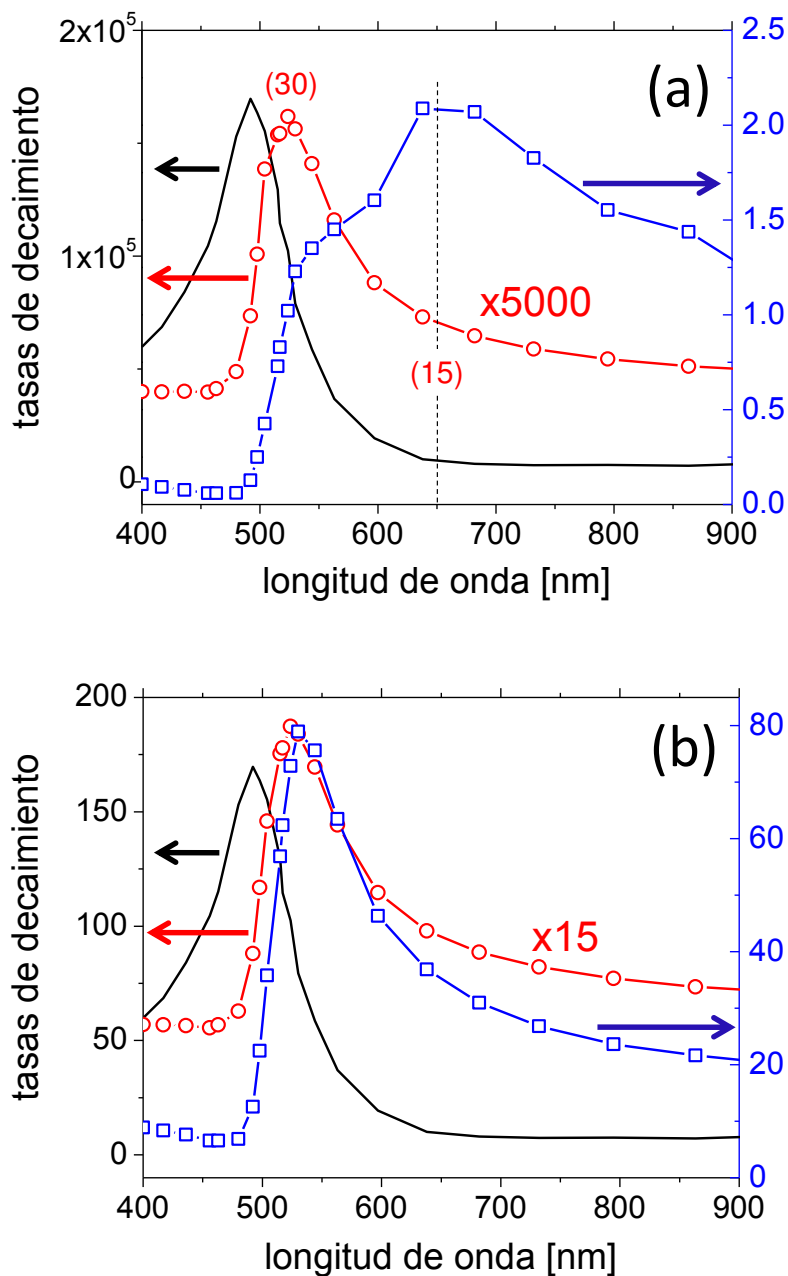 (a)
2x10⁵
1x10⁵
0
tasas de decaimiento
(30)
x5000
(15)
2.5
2.0
1.5
1.0
0.5
0.0
400 500 600 700 800 900
longitud de onda [nm]
(b)
200
150
100
50
0
tasas de decaimiento
x15
80
60
40
20
0
400 500 600 700 800 900
longitud de onda [nm]